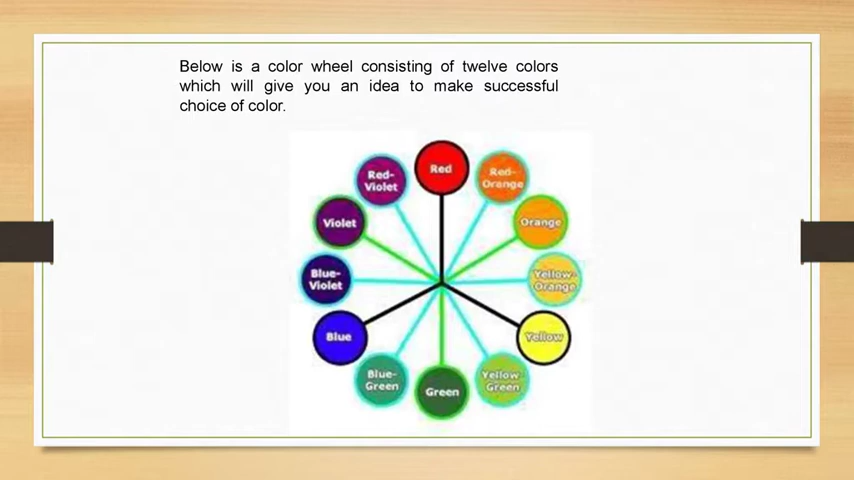 Below is a color wheel consisting of twelve colors
which will give you an idea to make successful
choice of color.
Red
Red-
Violet
Red-
Orange
Violet
Orange
Blue-
Violet
Yellow-
Orange
Blue
Yellow
Blue-
Green
Green
Yellow-
Green